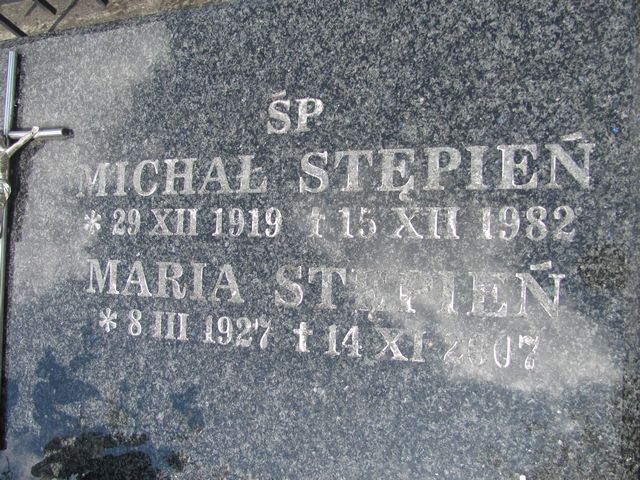 ŚP
MICHAŁ STĘPIEŃ
* 29 XII 1919 † 15 XII 1982
MARIA STĘPIEŃ
* 8 III 1927 † 14 XI 2007